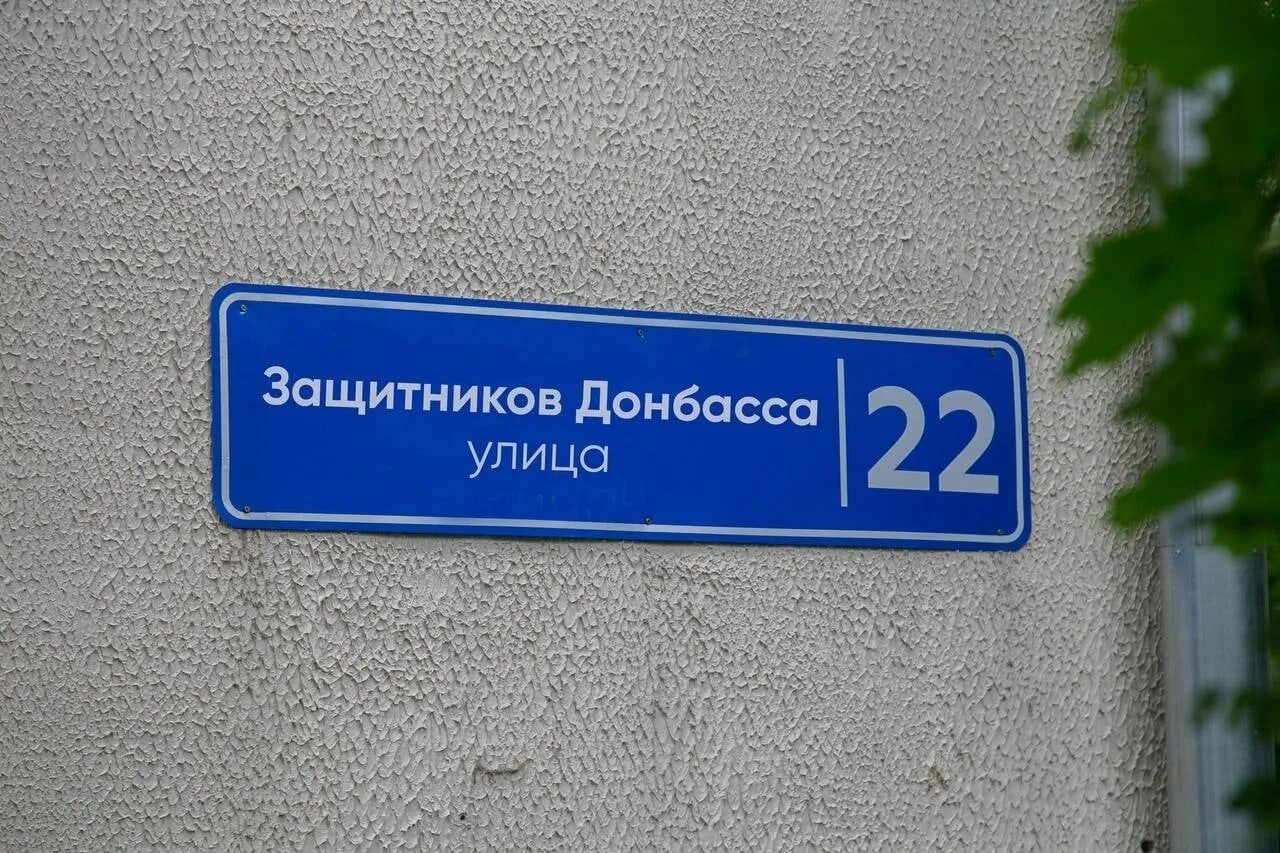 Защитников Донбасса
улица
22